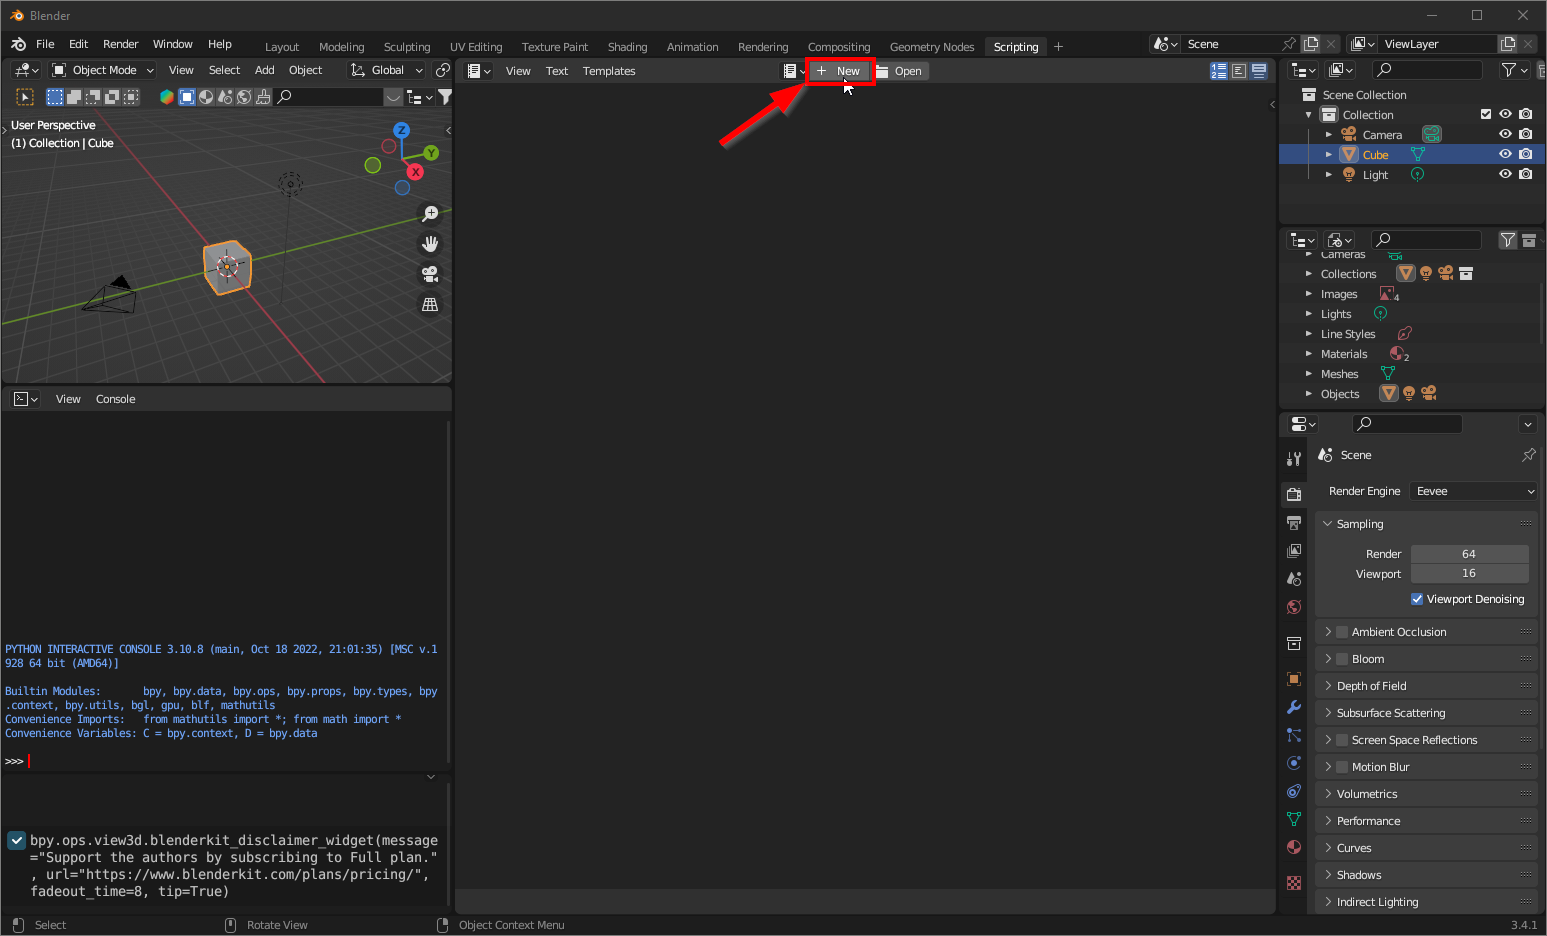 Blender
File Edit Render Window Help Layout Modeling Sculpting UV Editing Texture Paint Shading Animation Rendering Compositing Geometry Nodes Scripting + Scene ViewLayer
Object Mode View Select Add Object Global
View Text Templates + New Open
User Perspective
(1) Collection | Cube
Z
Y
X
Scene Collection
Collection
Camera
Cube
Light
Cameras
Collections
Images 4
Lights
Line Styles
Materials 2
Meshes
Objects
View Console
PYTHON INTERACTIVE CONSOLE 3.10.8 (main, Oct 18 2022, 21:01:35) [MSC v.1
928 64 bit (AMD64)]
Builtin Modules:       bpy, bpy.data, bpy.ops, bpy.props, bpy.types, bpy
.context, bpy.utils, bgl, gpu, blf, mathutils
Convenience Imports:   from mathutils import *; from math import *
Convenience Variables: C = bpy.context, D = bpy.data
>>>
bpy.ops.view3d.blenderkit_disclaimer_widget(message
="Support the authors by subscribing to Full plan."
, url="https://www.blenderkit.com/plans/pricing/",
fadeout_time=8, tip=True)
Scene
Render Engine Eevee
Sampling
Render 64
Viewport 16
Viewport Denoising
Ambient Occlusion
Bloom
Depth of Field
Subsurface Scattering
Screen Space Reflections
Motion Blur
Volumetrics
Performance
Curves
Shadows
Indirect Lighting
Select Rotate View Object Context Menu 3.4.1